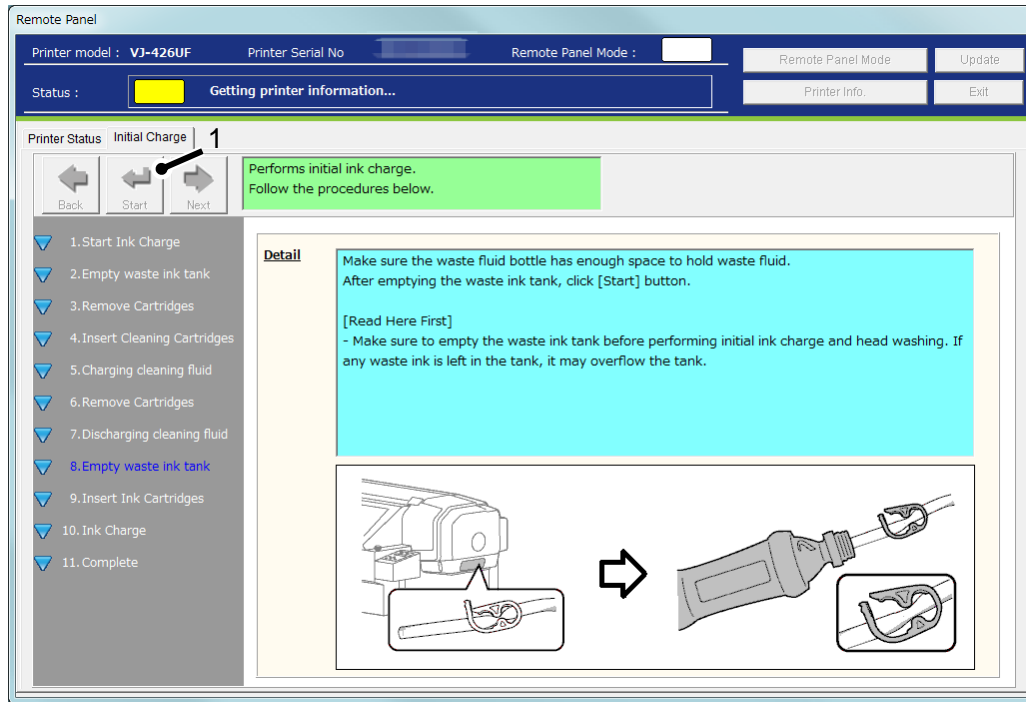 Remote Panel
Printer model : VJ-426UF Printer Serial No Remote Panel Mode :
Remote Panel Mode Update
Status : Getting printer information...
Printer Info. Exit
Printer Status Initial Charge 1
Back Start Next
Performs initial ink charge.
Follow the procedures below.
1.Start Ink Charge
2.Empty waste ink tank
3.Remove Cartridges
4.Insert Cleaning Cartridges
5.Charging cleaning fluid
6.Remove Cartridges
7.Discharging cleaning fluid
8.Empty waste ink tank
9.Insert Ink Cartridges
10.Ink Charge
11.Complete
Detail
Make sure the waste fluid bottle has enough space to hold waste fluid.
After emptying the waste ink tank, click [Start] button.
[Read Here First]
- Make sure to empty the waste ink tank before performing initial ink charge and head washing. If
any waste ink is left in the tank, it may overflow the tank.